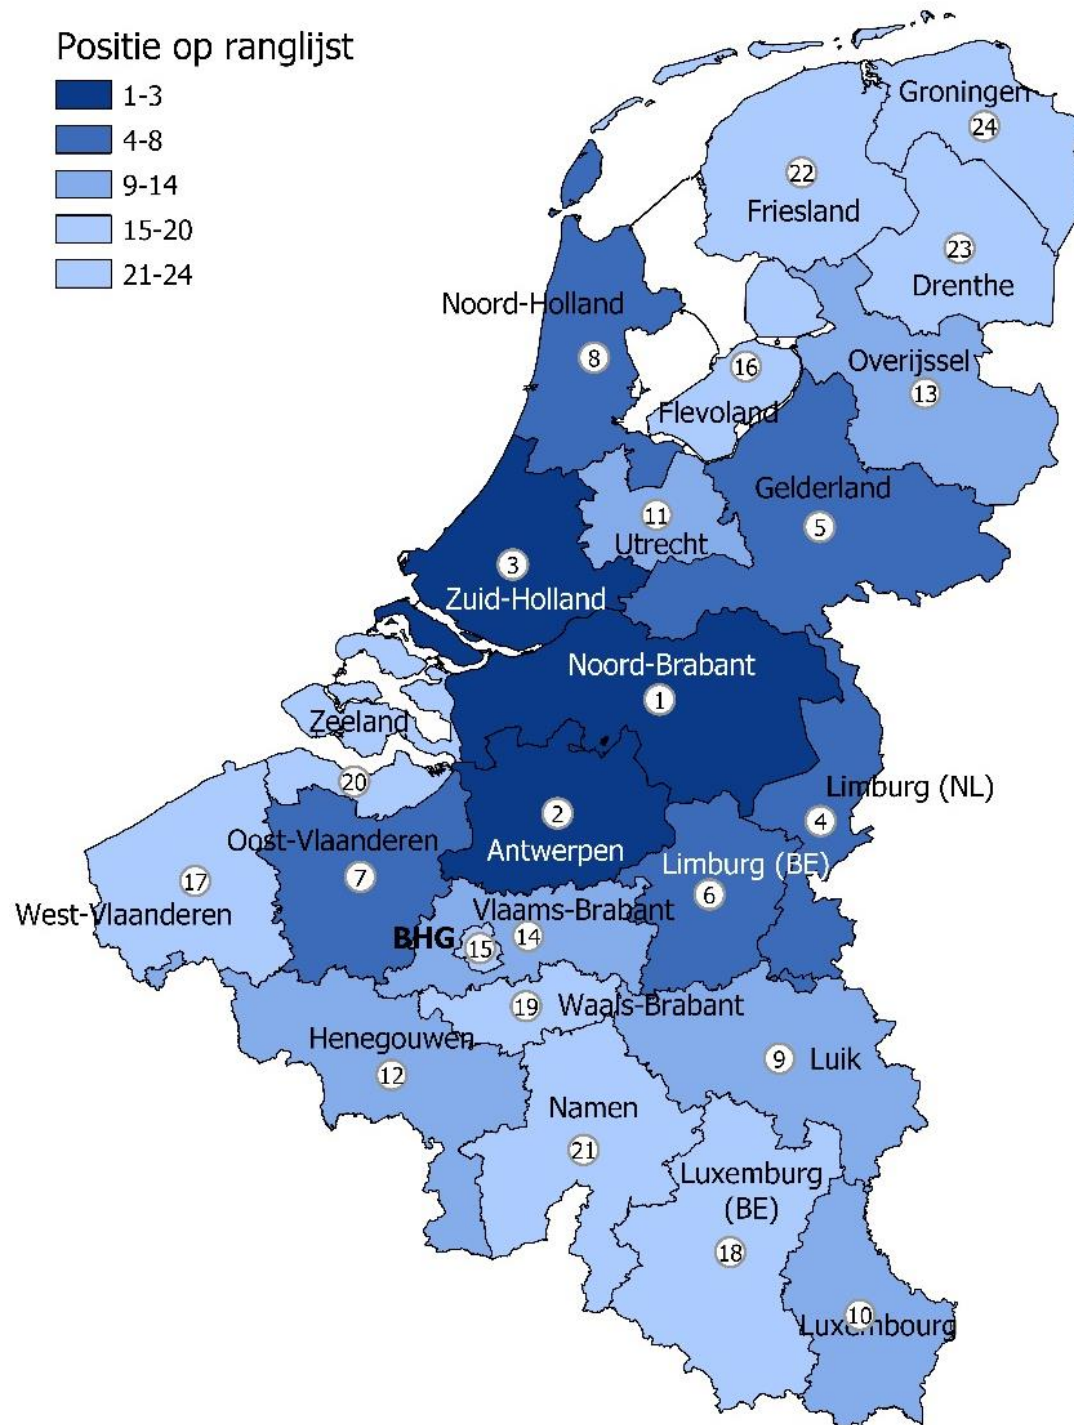 Positie op ranglijst
1-3
4-8
9-14
15-20
21-24
Groningen
24
22
Friesland
23
Drenthe
Noord-Holland
8
16
Flevoland
Overijssel
13
Gelderland
5
11
Utrecht
3
Zuid-Holland
Noord-Brabant
1
Zeeland
20
Limburg (NL)
4
2
Antwerpen
Oost-Vlaanderen
7
Limburg (BE)
6
17
West-Vlaanderen
Vlaams-Brabant
14
BHG
15
19
Waals-Brabant
Henegouwen
12
9
Luik
Namen
21
Luxemburg
(BE)
18
10
Luxembourg